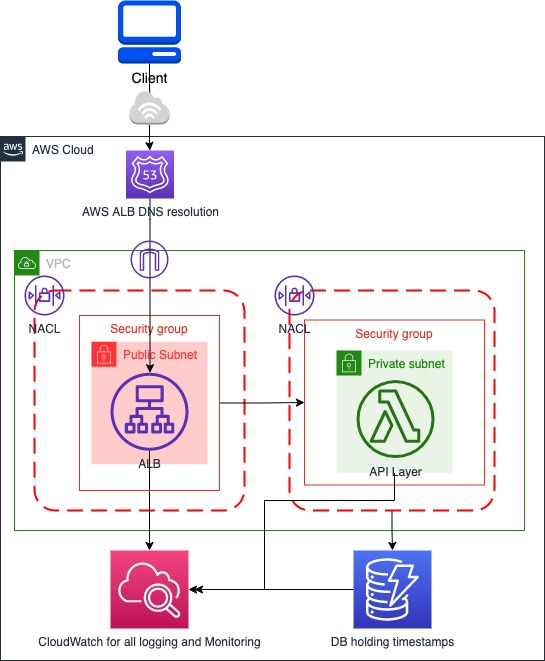 Client
aws
AWS Cloud
53
AWS ALB DNS resolution
VPC
NACL
NACL
Security group
Security group
Public Subnet
Private subnet
ALB
API Layer
CloudWatch for all logging and Monitoring
DB holding timestamps